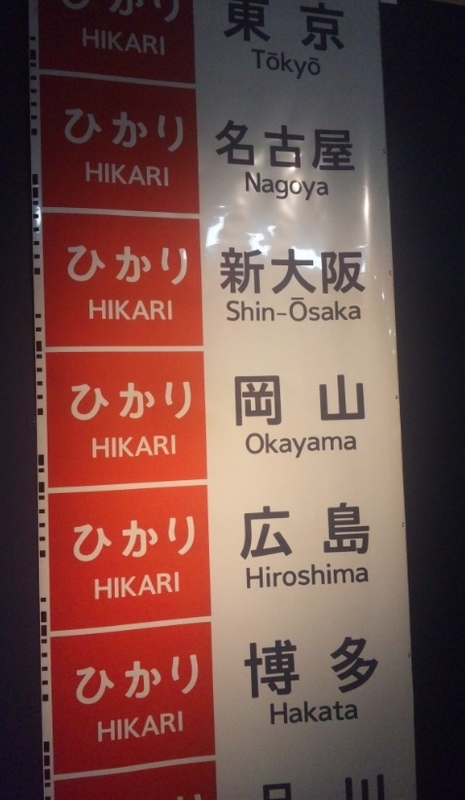 ひかり 東京
HIKARI Tōkyō
ひかり 名古屋
HIKARI Nagoya
ひかり 新大阪
HIKARI Shin-Ōsaka
ひかり 岡山
HIKARI Okayama
ひかり 広島
HIKARI Hiroshima
ひかり 博多
HIKARI Hakata